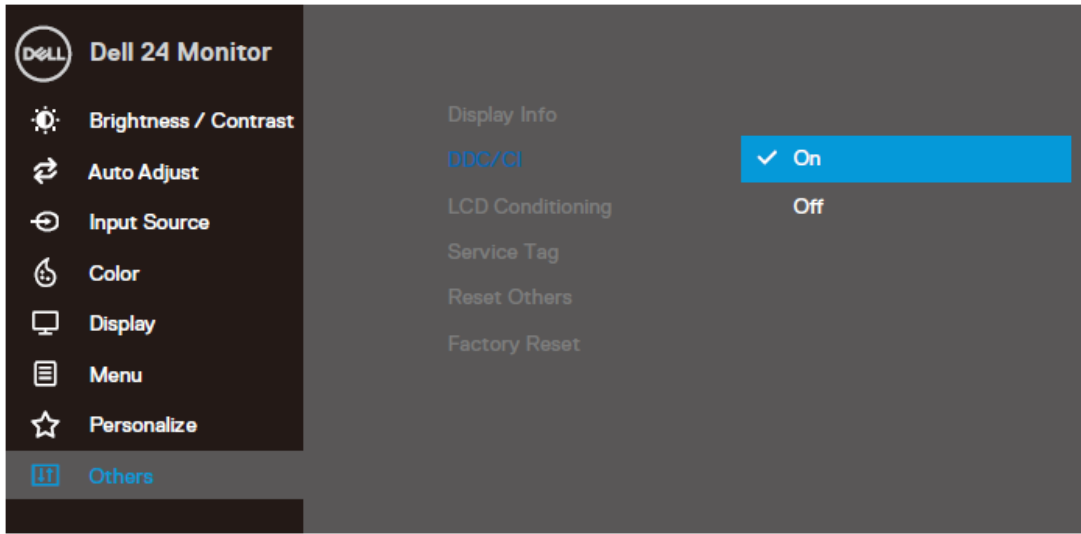 DELL
Dell 24 Monitor
Brightness / Contrast
Auto Adjust
Input Source
Color
Display
Menu
Personalize
Others
Display Info
DDC/CI
LCD Conditioning
Service Tag
Reset Others
Factory Reset
On
Off